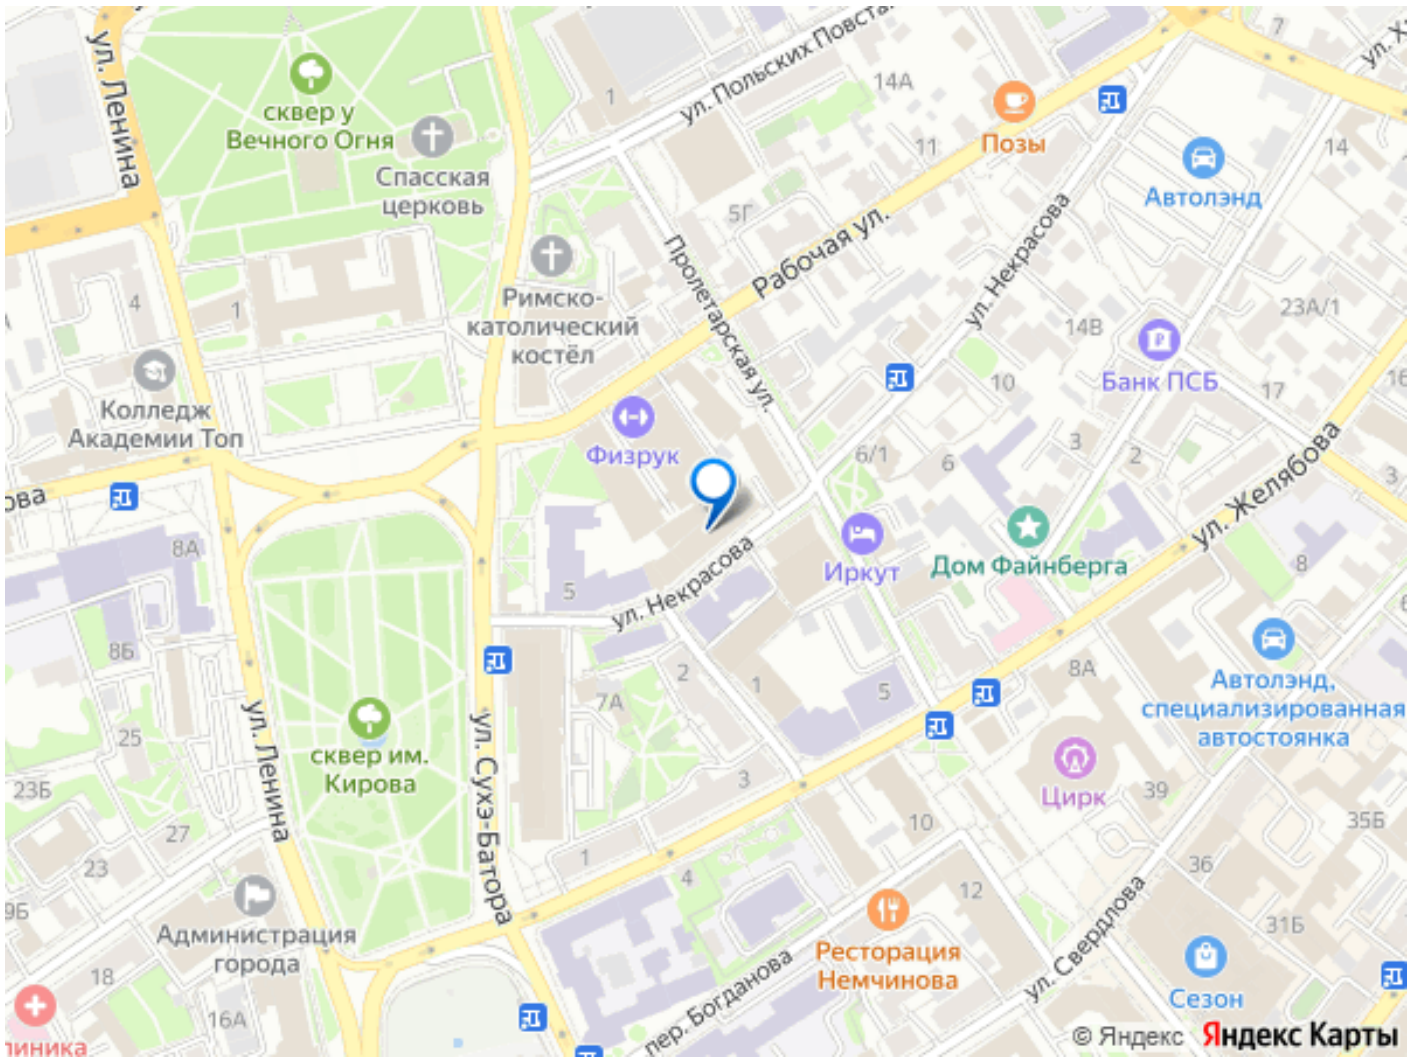 ул. Ленина
сквер у
Вечного Огня
Спасская
церковь
1
ул. Польских Повста
14А
Позы
11
7
ул. Х
14
Автолэнд
5Г
Рабочая ул.
Пролетарская ул.
ул. Некрасова
Римско-
католический
костёл
4
1
Колледж
Академии Топ
23А/1
14В
Банк ПСБ
10
17
16
Физрук
6/1
6
3
2
3
ова
8А
5
ул. Некрасова
Иркут
Дом Файнберга
ул. Желябова
8
6
8Б
2
1
5
8А
7А
Автолэнд,
специализированная
автостоянка
25
ул. Ленина
сквер им.
Кирова
ул. Сухэ-Батора
23Б
27
23
3
Цирк
39
35Б
10
1
4
12
36
9Б
Администрация
города
18
16А
линика
Ресторация
Немчинова
пер. Богданова
ул. Свердлова
31Б
Сезон
© Яндекс Яндекс Карты